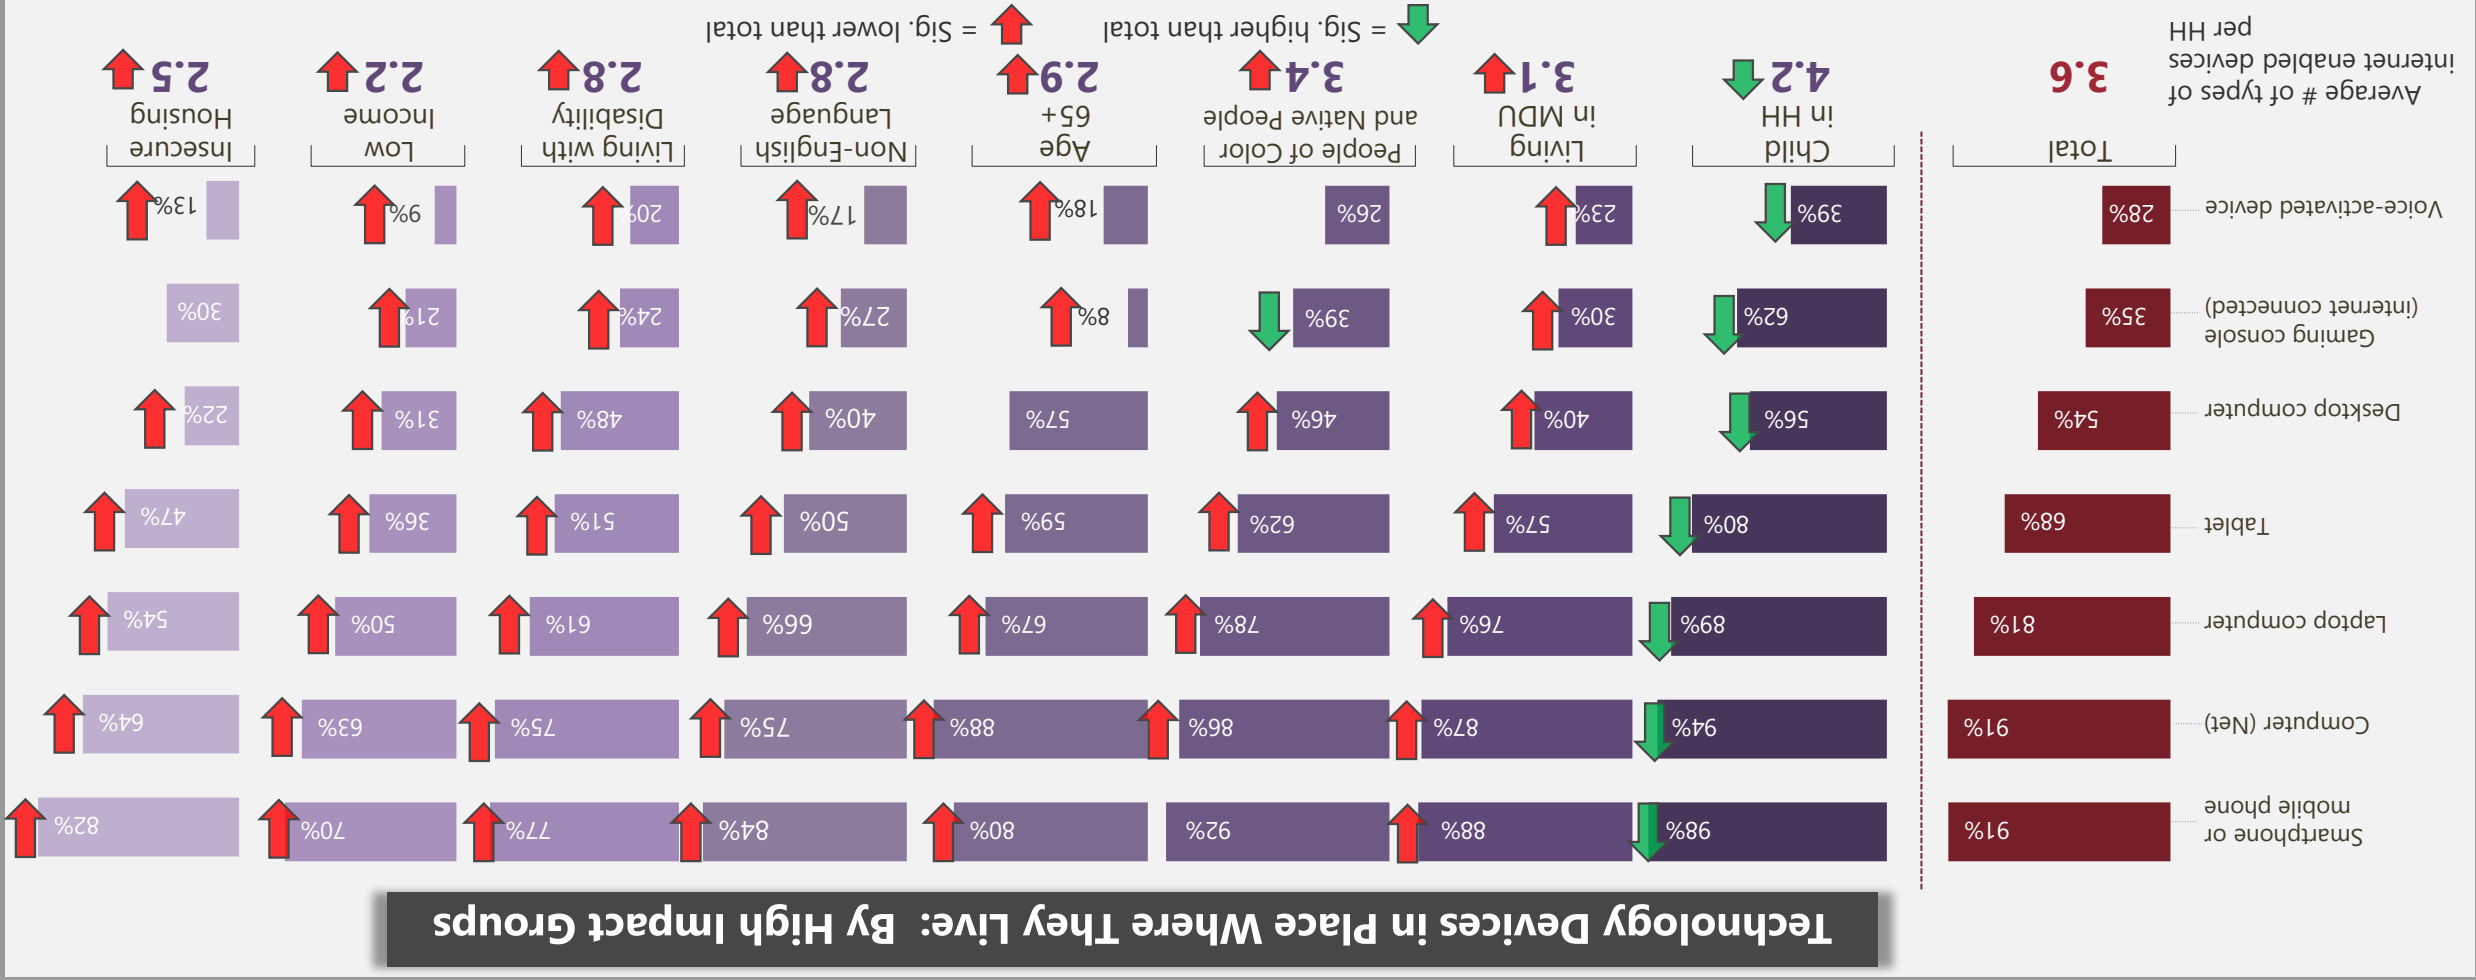 Technology Devices in Place Where They Live:  By High Impact Groups
Smartphone or
mobile phone
91% 98% 88% 92% 80% 84% 77% 70% 82%
Computer (Net)
91% 94% 87% 86% 88% 75% 75% 63% 64%
Laptop computer
81% 89% 76% 78% 67% 66% 61% 50% 54%
Tablet
68% 80% 57% 62% 59% 50% 51% 36% 47%
Desktop computer
54% 56% 40% 46% 57% 40% 48% 31% 22%
Gaming console
(internet connected)
35% 62% 30% 39% 8% 27% 24% 21% 30%
Voice-activated device
28% 39% 23% 26% 18% 17% 20% 9% 13%
Total
Child
in HH
Living
in MDU
People of Color
and Native People
Age
65+
Non-English
Language
Living with
Disability
Low
Income
Insecure
Housing
Average # of types of
internet enabled devices
per HH
3.6 4.2 3.1 3.4 2.9 2.8 2.8 2.2 2.5
= Sig. higher than total
= Sig. lower than total